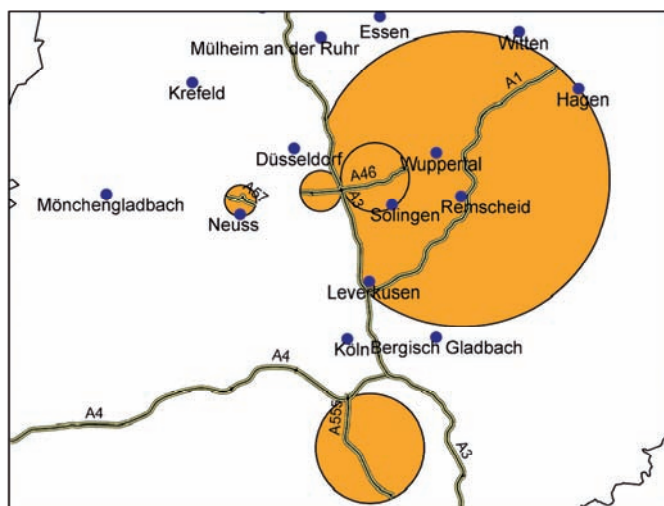 Essen
Mülheim an der Ruhr
Witten
A1
Krefeld
Hagen
Düsseldorf
A46
Wuppertal
A57
A3
Mönchengladbach
Solingen
Remscheid
Neuss
Leverkusen
Köln
Bergisch Gladbach
A4
A4
A555
A3